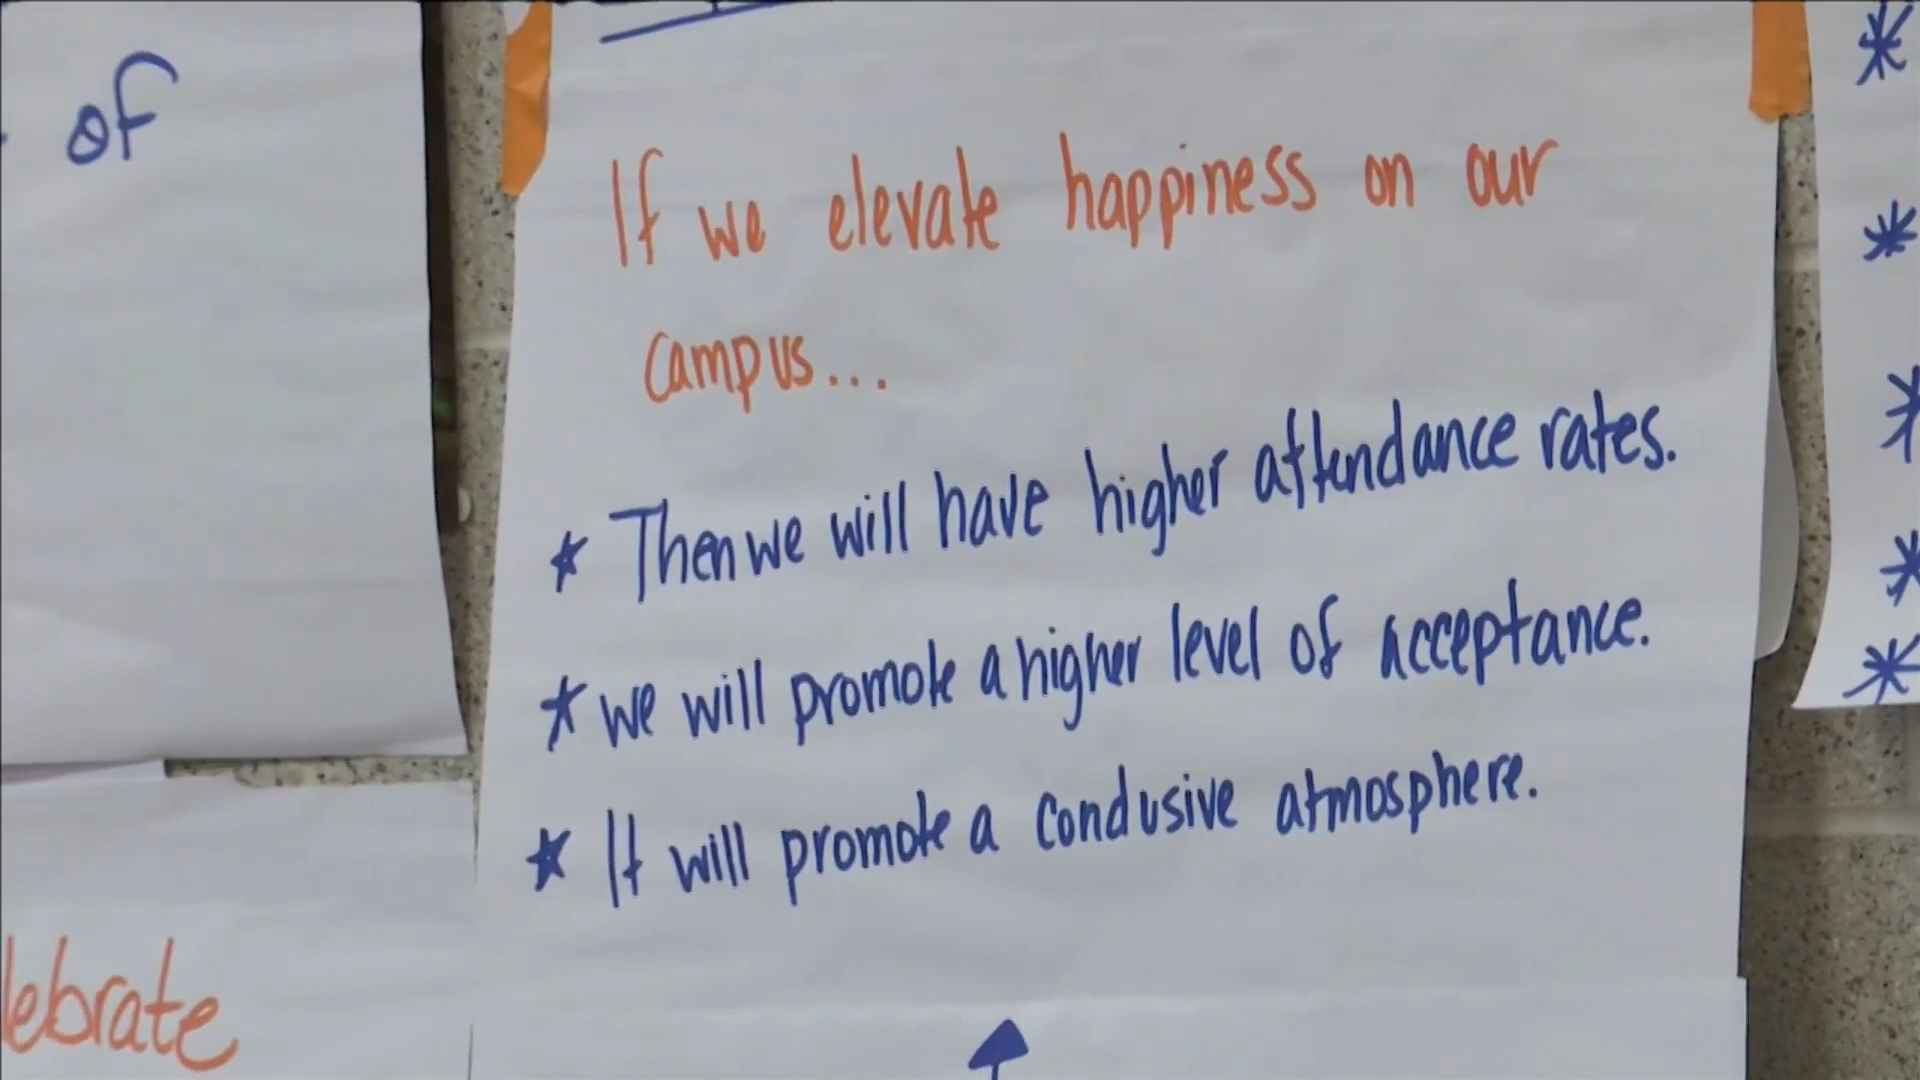 of
If we elevate happiness on our
campus...
* Then we will have higher attendance rates.
* we will promote a higher level of acceptance.
* It will promote a condusive atmosphere.
lebrate